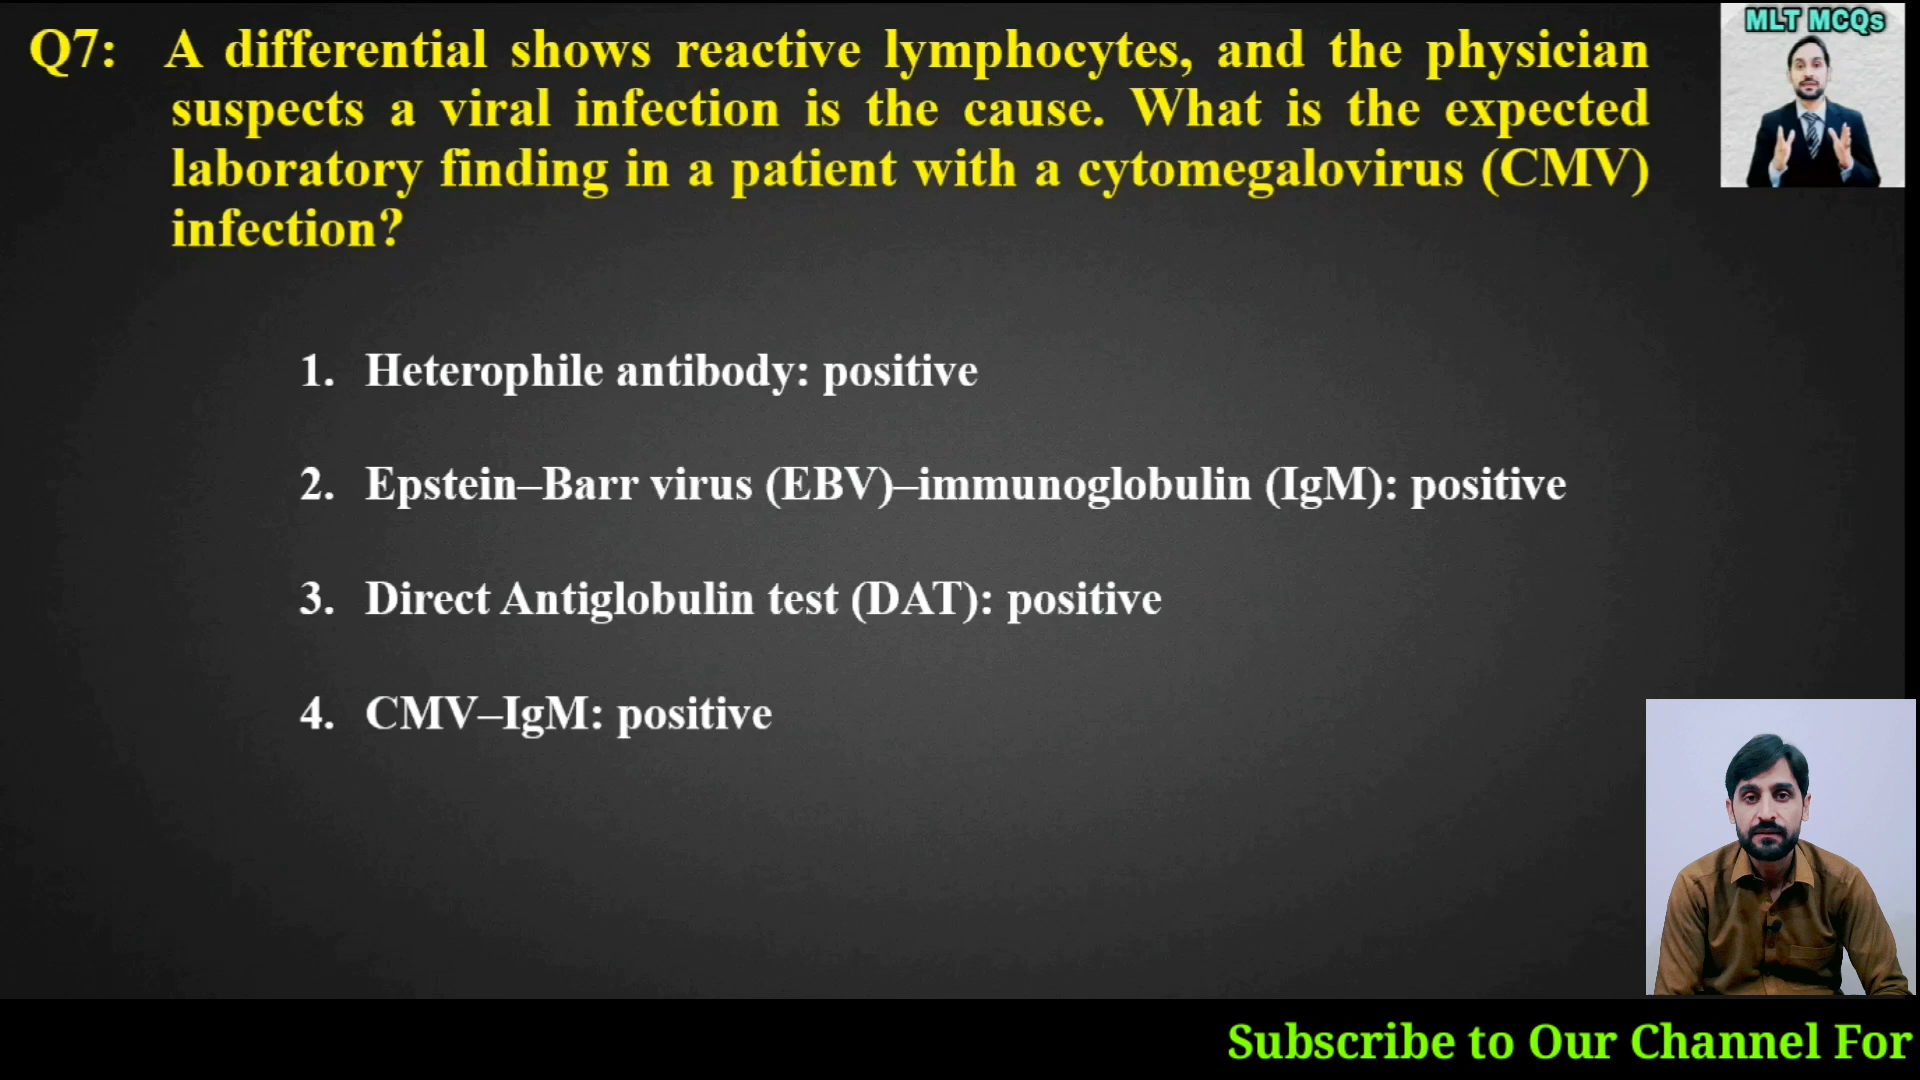 MLT MCQs
Q7: A differential shows reactive lymphocytes, and the physician
suspects a viral infection is the cause. What is the expected
laboratory finding in a patient with a cytomegalovirus (CMV)
infection?
1. Heterophile antibody: positive
2. Epstein–Barr virus (EBV)–immunoglobulin (IgM): positive
3. Direct Antiglobulin test (DAT): positive
4. CMV–IgM: positive
Subscribe to Our Channel For